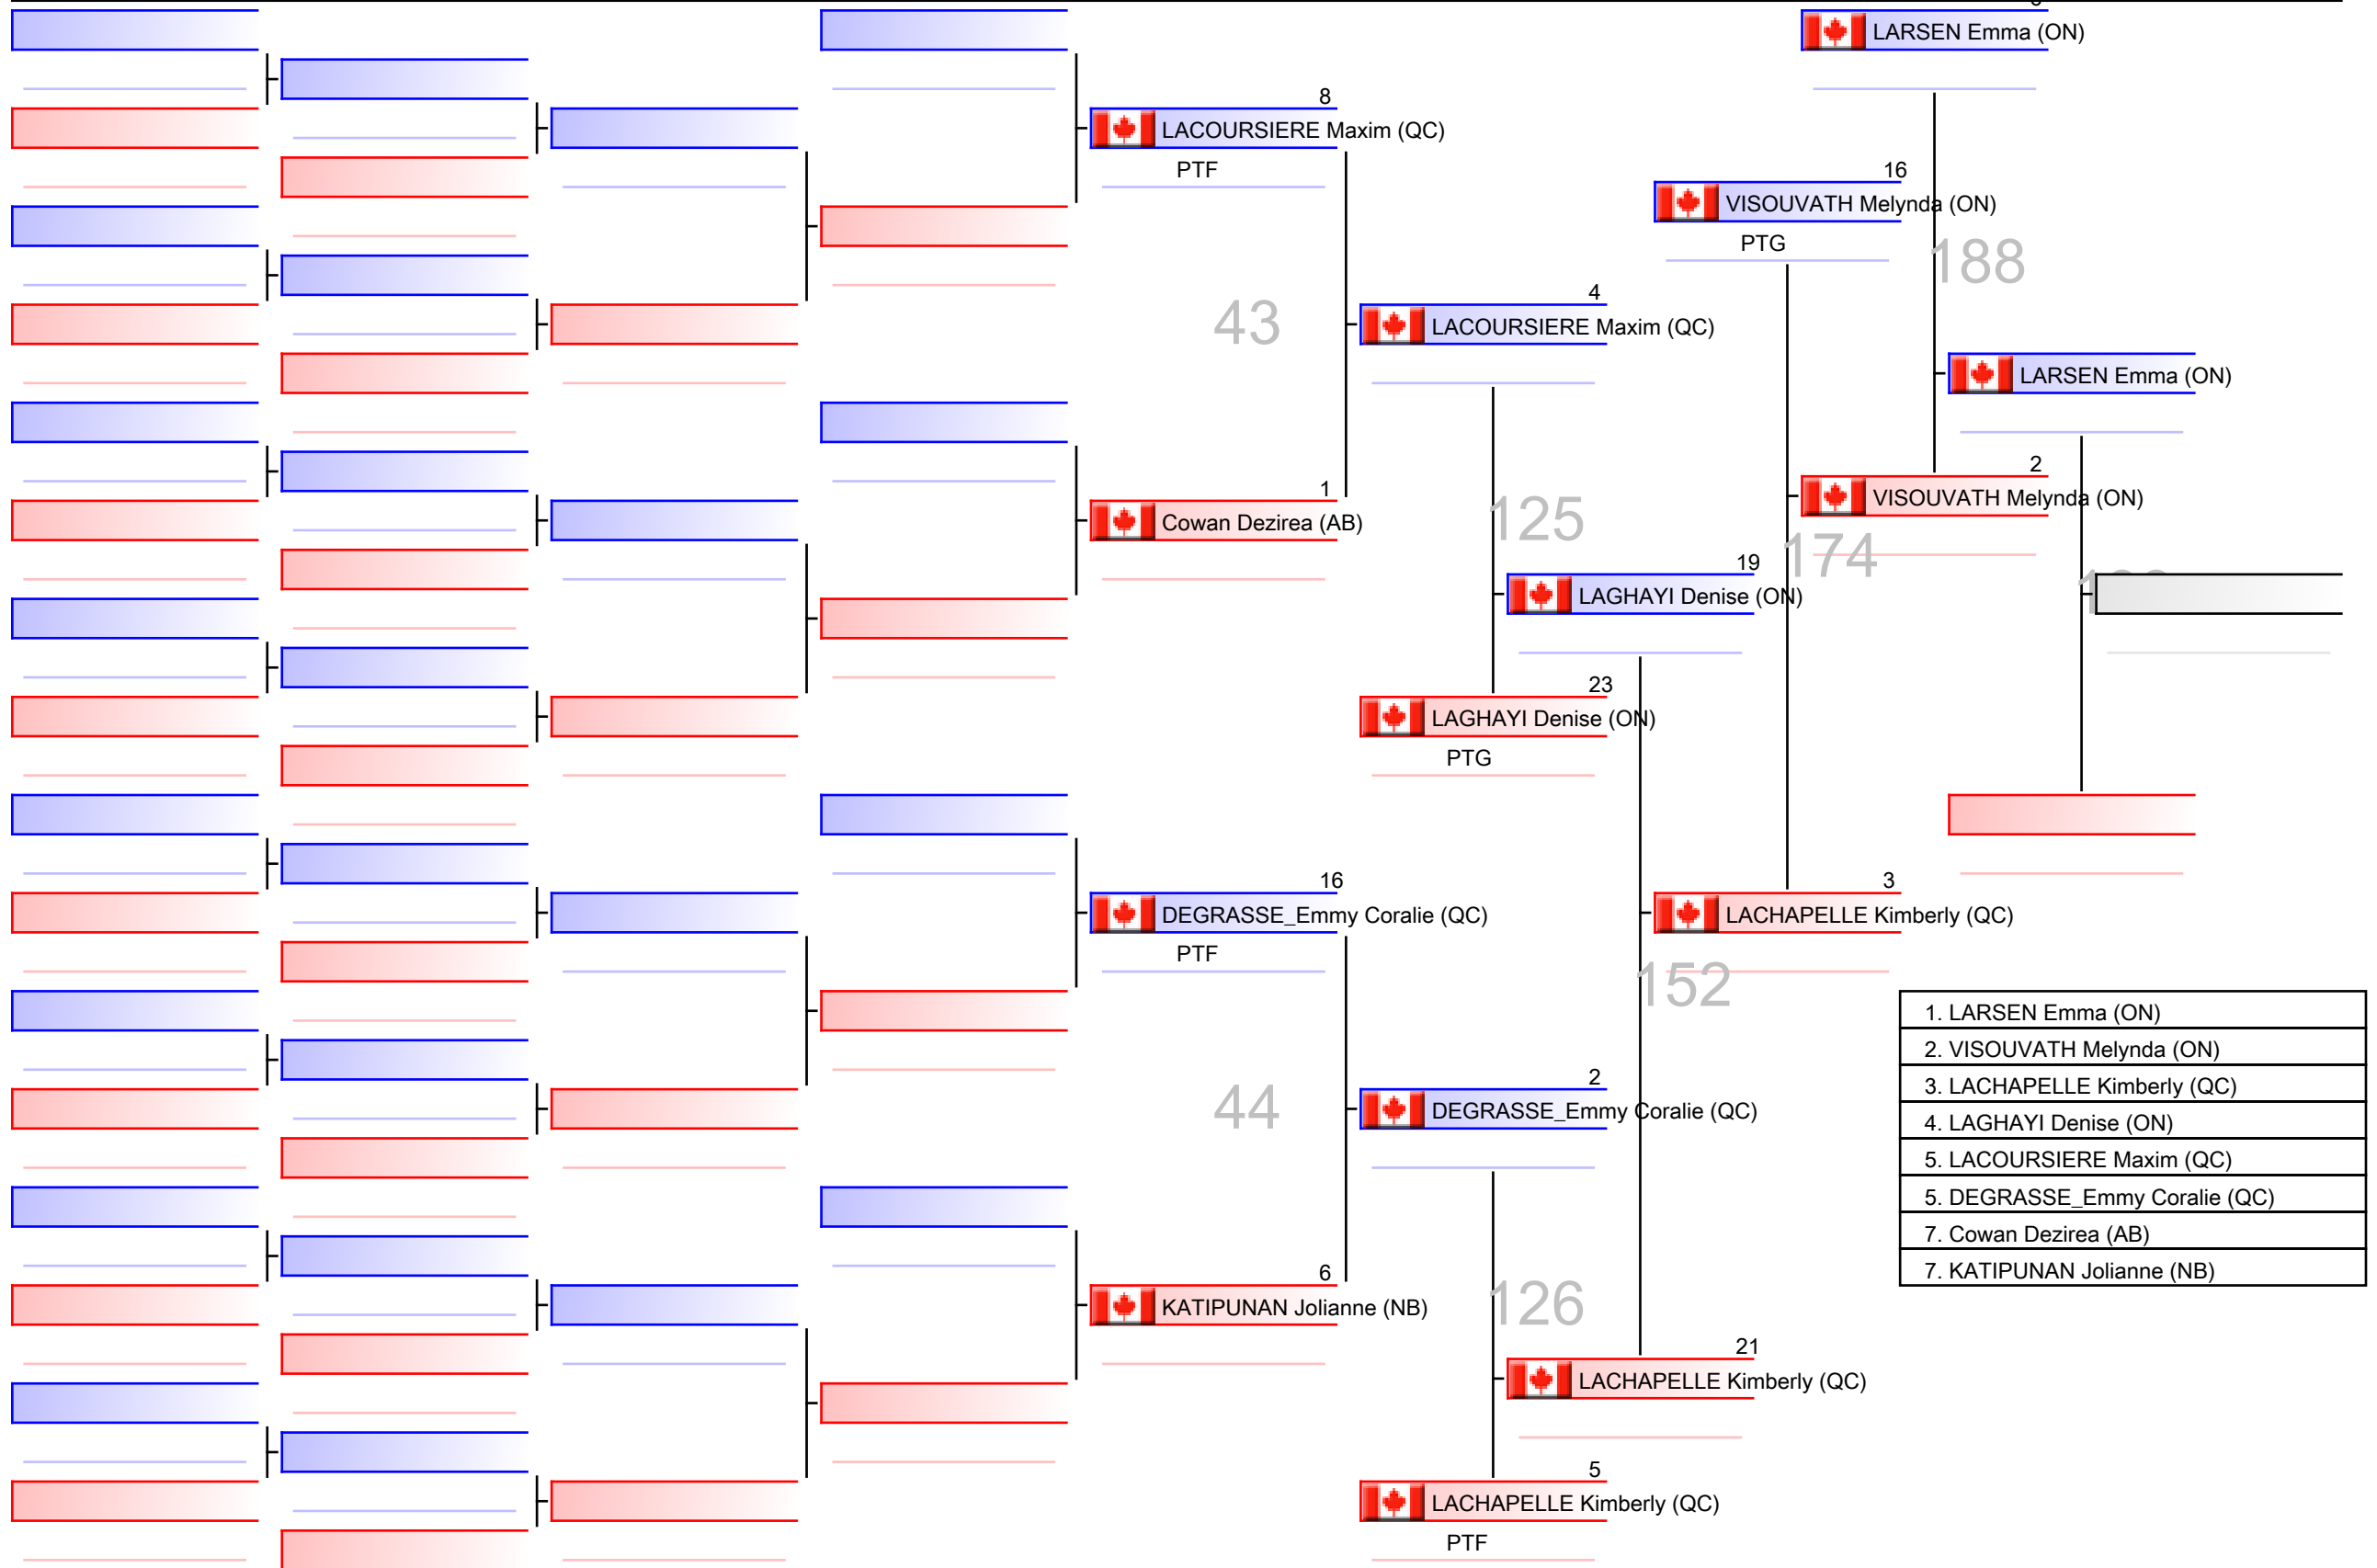 LARSEN Emma (ON)
8
LACOURSIERE Maxim (QC)
PTF
16
VISOUVATH Melynda (ON)
PTG
188
4
LACOURSIERE Maxim (QC)
43
LARSEN Emma (ON)
2
VISOUVATH Melynda (ON)
1
Cowan Dezirea (AB)
125
174
19
LAGHAYI Denise (ON)
23
LAGHAYI Denise (ON)
PTG
16
DEGRASSE_Emmy Coralie (QC)
PTF
3
LACHAPELLE Kimberly (QC)
152
1. LARSEN Emma (ON)
2. VISOUVATH Melynda (ON)
3. LACHAPELLE Kimberly (QC)
4. LAGHAYI Denise (ON)
5. LACOURSIERE Maxim (QC)
5. DEGRASSE_Emmy Coralie (QC)
7. Cowan Dezirea (AB)
7. KATIPUNAN Jolianne (NB)
2
DEGRASSE_Emmy Coralie (QC)
44
6
KATIPUNAN Jolianne (NB)
126
21
LACHAPELLE Kimberly (QC)
5
LACHAPELLE Kimberly (QC)
PTF